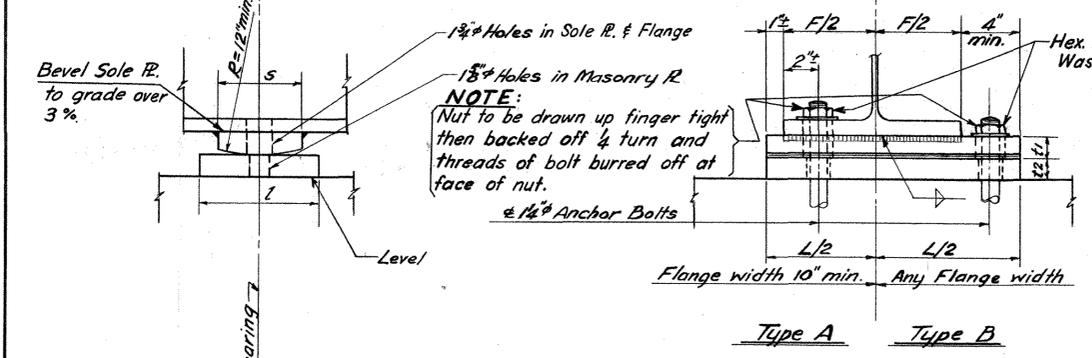 R=12"min.
Bevel Sole PL.
to grade over
3%.
s
l
Level
1¾"ø Holes in Sole PL. & Flange
1⅝"ø Holes in Masonry PL
NOTE:
Nut to be drawn up finger tight
then backed off ¼ turn and
threads of bolt burred off at
face of nut.
℄ 1¼"ø Anchor Bolts
1"± F/2 F/2 4"
min.
2"±
Hex.
Was
t2 t1
L/2 L/2
Flange width 10" min. Any Flange width
Type A Type B
earing